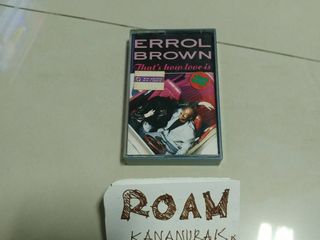 ERROL
BROWN
That's how love is
ROAM
KANANURAK